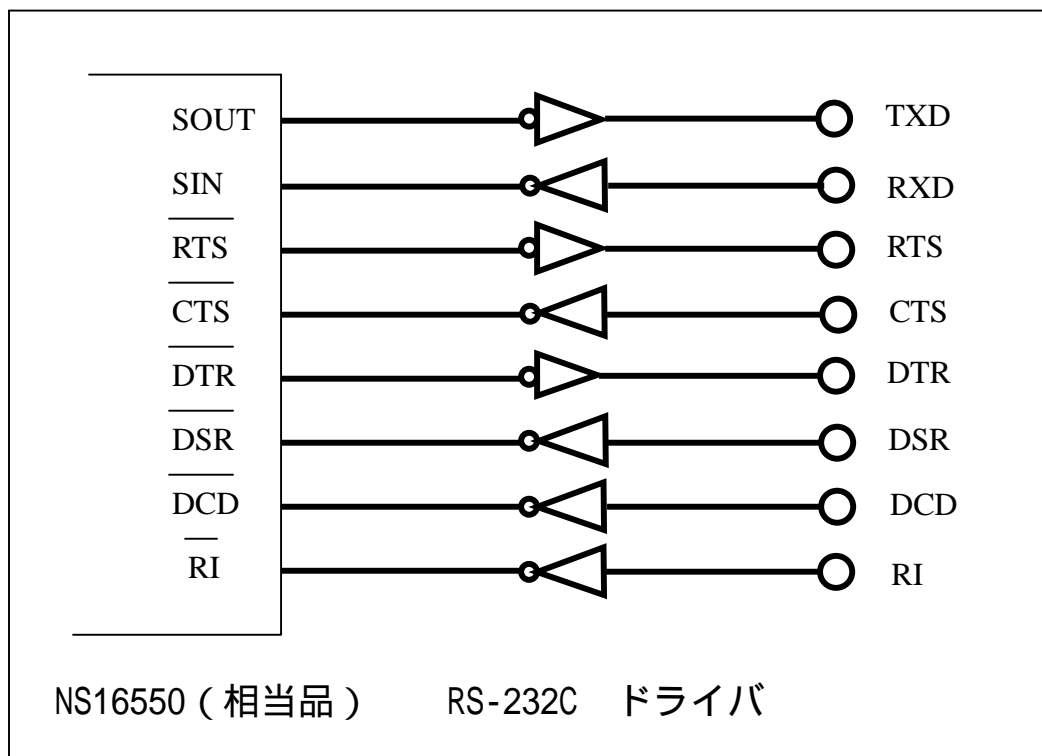 SOUT TXD
SIN RXD
RTS RTS
CTS CTS
DTR DTR
DSR DSR
DCD DCD
RI RI
NS16550(相当品) RS-232C ドライバ